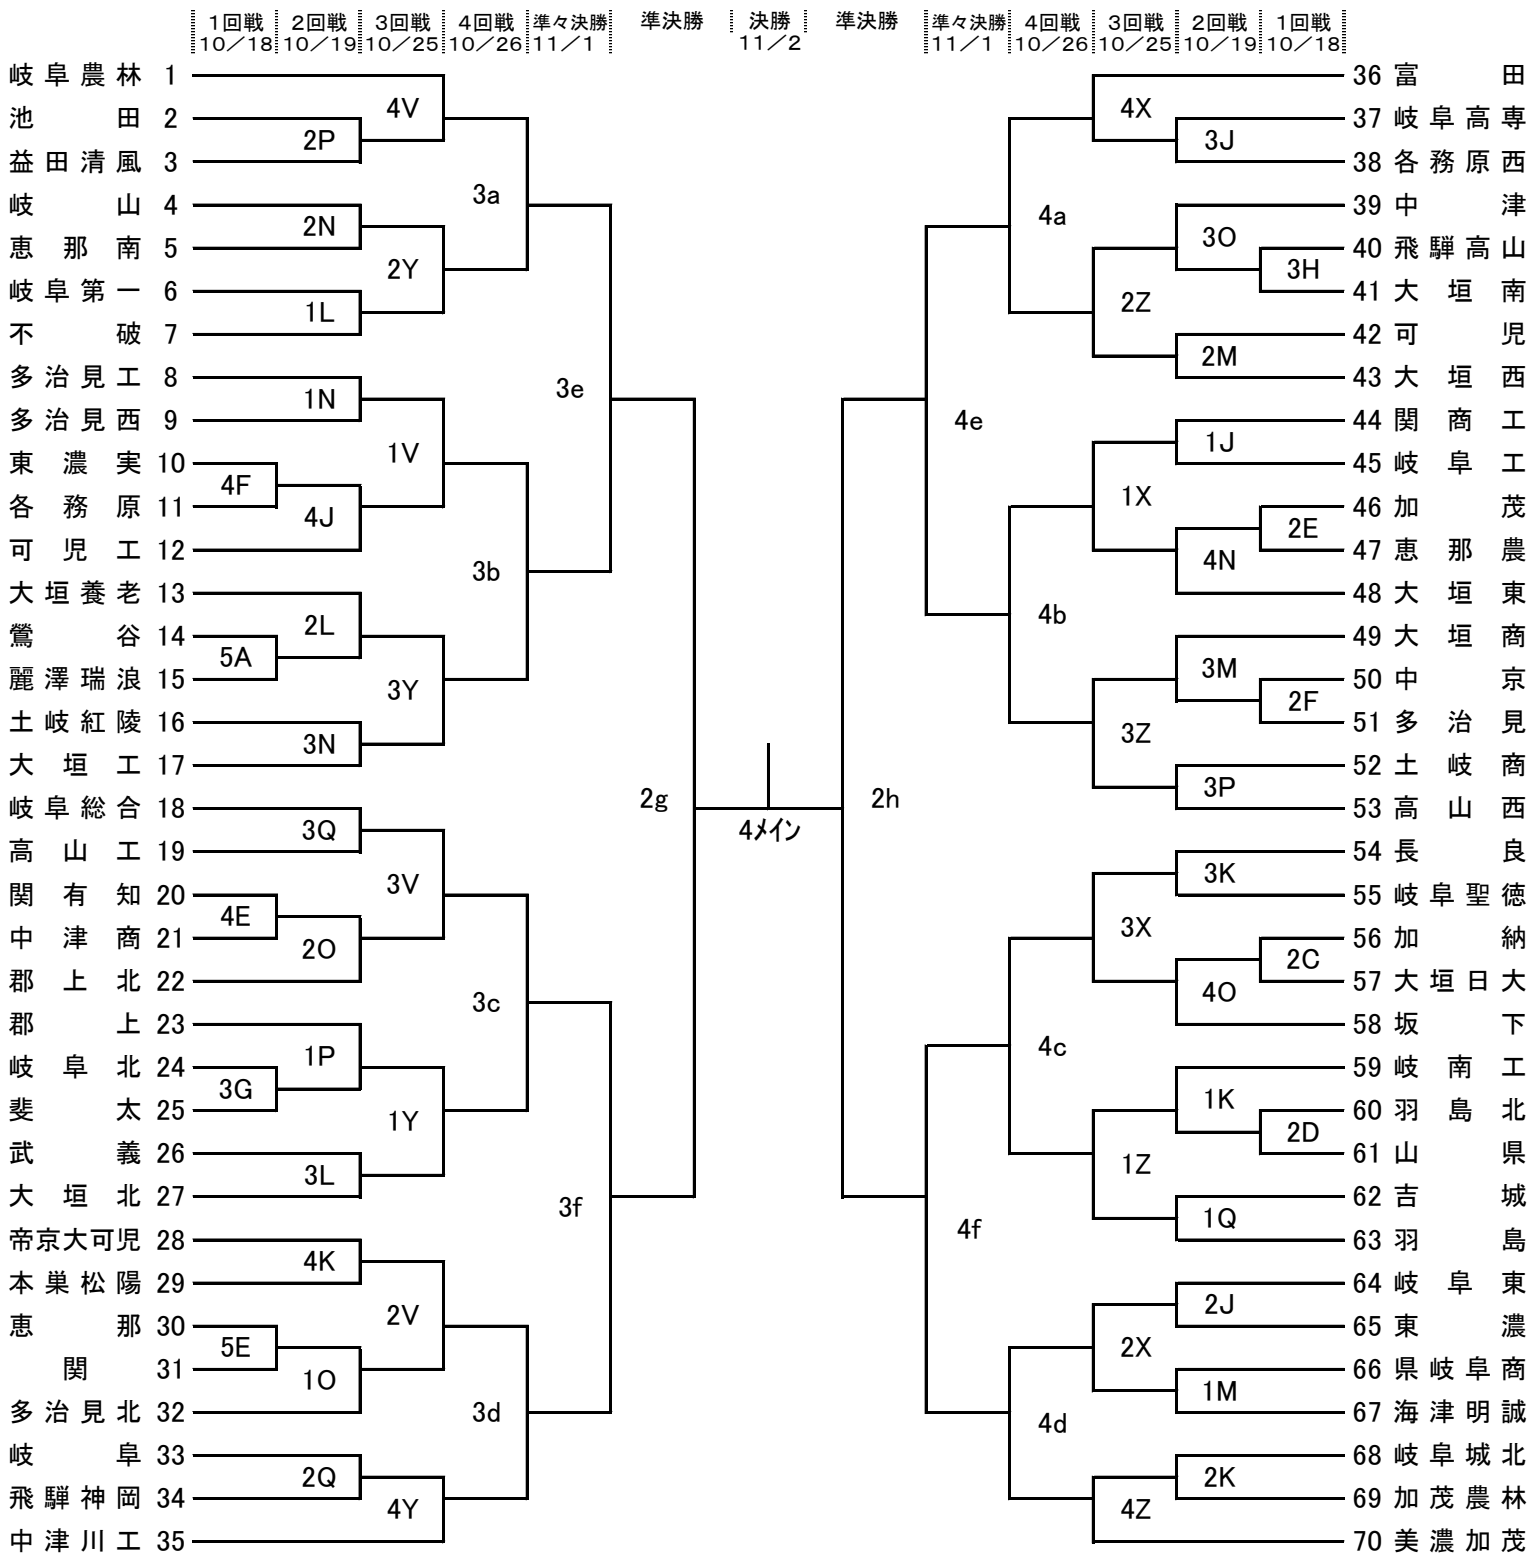 1回戦 2回戦 3回戦 4回戦 準々決勝 準決勝 決勝 準決勝 準々決勝 4回戦 3回戦 2回戦 1回戦
10/18 10/19 10/25 10/26 11/1 11/2 11/1 10/26 10/25 10/19 10/18
岐阜農林 1 36 富田
4V 4X
池田 2 37 岐阜高専
2P 3J
益田清風 3 38 各務原西
3a
岐山 4 39 中津
4a
2N 3O
恵那南 5 40 飛騨高山
2Y 3H
岐阜第一 6 41 大垣南
1L 2Z
不破 7 42 可児
2M
多治見工 8 43 大垣西
3e
1N
多治見西 9 44 関商工
4e
1J
1V
東濃実 10 45 岐阜工
4F 1X
各務原 11 46 加茂
4J 2E
可児工 12 47 恵那農
3b 4N
大垣養老 13 48 大垣東
4b
2L
鶯谷 14 49 大垣商
5A 3M
麗澤瑞浪 15 50 中京
3Y 2F
土岐紅陵 16 51 多治見
3N 3Z
大垣工 17 52 土岐商
3P
2g 2h
岐阜総合 18 53 高山西
3Q 4メイン
高山工 19 54 長良
3V 3K
関有知 20 55 岐阜聖徳
4E 3X
中津商 21 56 加納
2O 2C
郡上北 22 57 大垣日大
3c 4O
郡上 23 58 坂下
1P 4c
岐阜北 24 59 岐南工
3G 1K
斐太 25 60 羽島北
1Y 2D
武義 26 61 山県
3L 1Z
大垣北 27 62 吉城
3f 1Q
4f
帝京大可児 28 63 羽島
4K
本巣松陽 29 64 岐阜東
2V 2J
恵那 30 65 東濃
5E 2X
関 31 66 県岐阜商
1O 1M
多治見北 32 67 海津明誠
3d 4d
岐阜 33 68 岐阜城北
2Q 2K
飛騨神岡 34 69 加茂農林
4Y 4Z
中津川工 35 70 美濃加茂